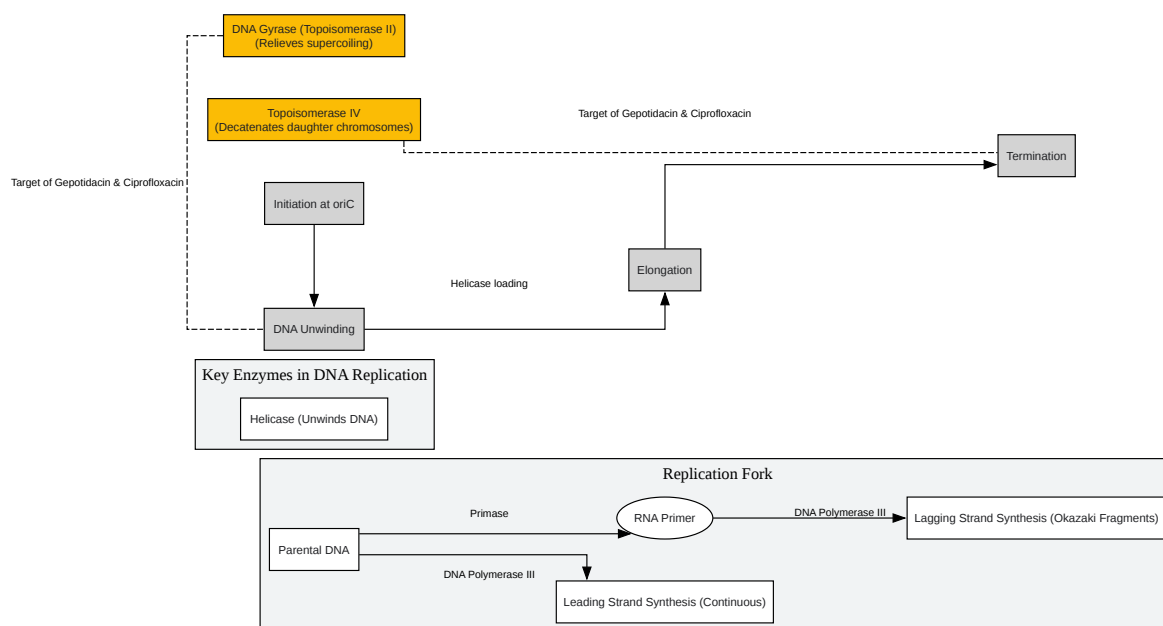 DNA Gyrase (Topoisomerase II)
(Relieves supercoiling)
Topoisomerase IV
(Decatenates daughter chromosomes)
Target of Gepotidacin & Ciprofloxacin
Termination
Target of Gepotidacin & Ciprofloxacin
Initiation at oriC
Elongation
Helicase loading
DNA Unwinding
Key Enzymes in DNA Replication
Helicase (Unwinds DNA)
Replication Fork
Primase
RNA Primer
DNA Polymerase III
Lagging Strand Synthesis (Okazaki Fragments)
Parental DNA
DNA Polymerase III
Leading Strand Synthesis (Continuous)